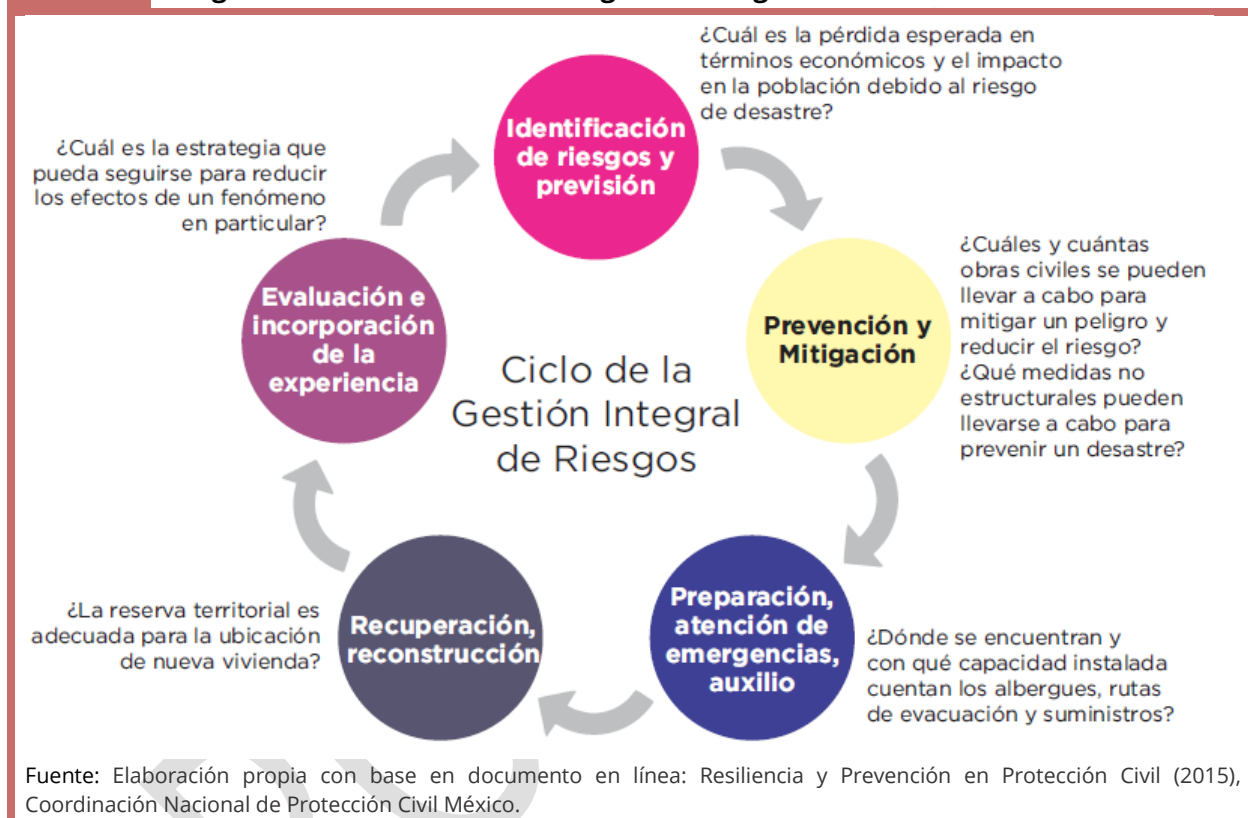 ¿Cuál es la pérdida esperada en
términos económicos y el impacto
en la población debido al riesgo
de desastre?
Identificación
de riesgos y
previsión
¿Cuál es la estrategia que
pueda seguirse para reducir
los efectos de un fenómeno
en particular?
Evaluación e
incorporación
de la
experiencia
Ciclo de la
Gestión Integral
de Riesgos
Prevención y
Mitigación
¿Cuáles y cuántas
obras civiles se pueden
llevar a cabo para
mitigar un peligro y
reducir el riesgo?
¿Qué medidas no
estructurales pueden
llevarse a cabo para
prevenir un desastre?
¿La reserva territorial es
adecuada para la ubicación
de nueva vivienda?
Recuperación,
reconstrucción
Preparación,
atención de
emergencias,
auxilio
¿Dónde se encuentran y
con qué capacidad instalada
cuentan los albergues, rutas
de evacuación y suministros?
Fuente: Elaboración propia con base en documento en línea: Resiliencia y Prevención en Protección Civil (2015),
Coordinación Nacional de Protección Civil México.